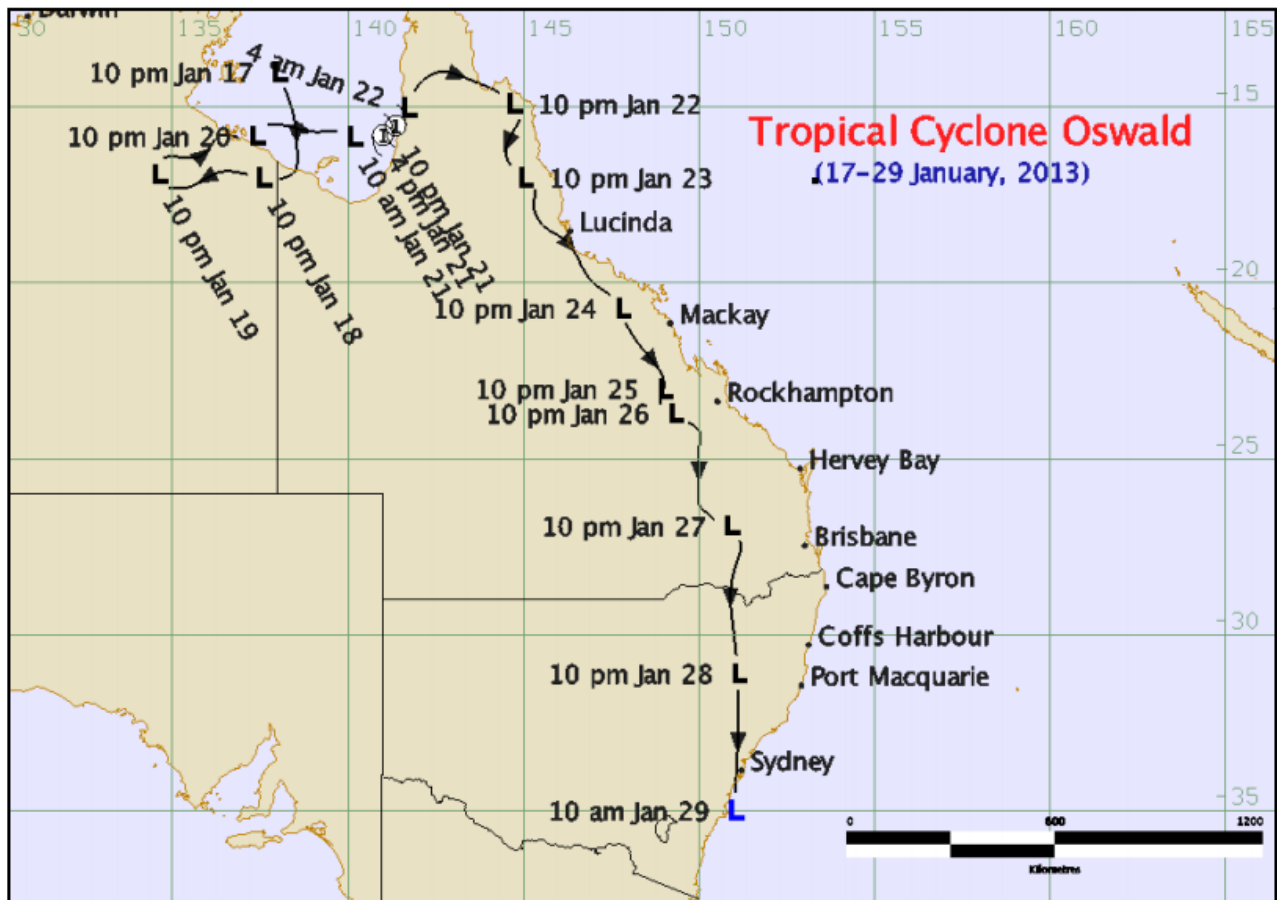 Darwin
30 135 140 145 150 155 160 165
10 pm Jan 17 L
4 am Jan 22 L
L 10 pm Jan 22
15
Tropical Cyclone Oswald
(17-29 January, 2013)
10 pm Jan 20 L
L
1
1
L
L
10 pm Jan 23
L
10 pm Jan 19
10 pm Jan 18
10 am Jan 21
4 pm Jan 21
10 pm Jan 21
Lucinda
20
10 pm Jan 24 L
Mackay
10 pm Jan 25 L
Rockhampton
10 pm Jan 26 L
25
Hervey Bay
10 pm Jan 27 L
Brisbane
Cape Byron
30
Coffs Harbour
10 pm Jan 28 L
Port Macquarie
Sydney
10 am Jan 29 L
35
0 600 1200
Kilometres